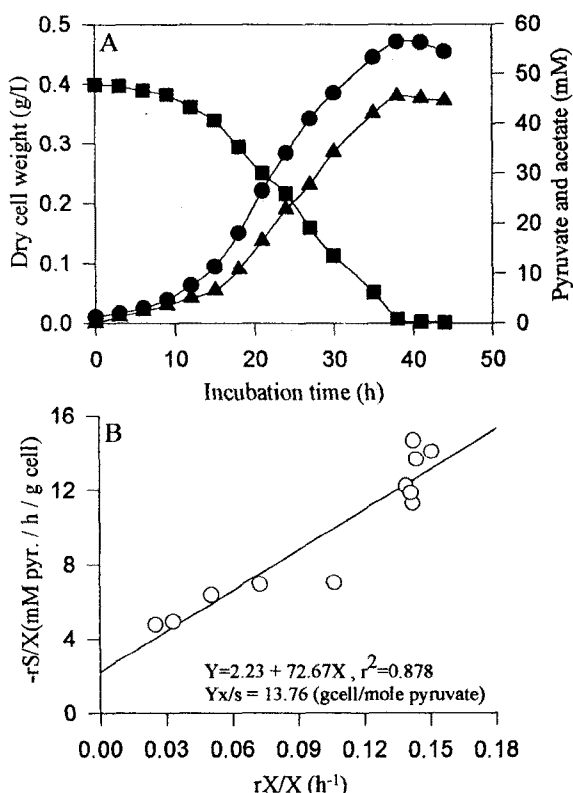 A
0.5
0.4
0.3
0.2
0.1
0.0
Dry cell weight (g/l)
60
50
40
30
20
10
0
Pyruvate and acetate (mM)
0 10 20 30 40 50
Incubation time (h)
B
16
12
8
4
0
-rS/X(mM pyr. / h / g cell)
Y=2.23 + 72.67X , r²=0.878
Yx/s = 13.76 (gcell/mole pyruvate)
0.00 0.03 0.06 0.09 0.12 0.15 0.18
rX/X (h⁻¹)